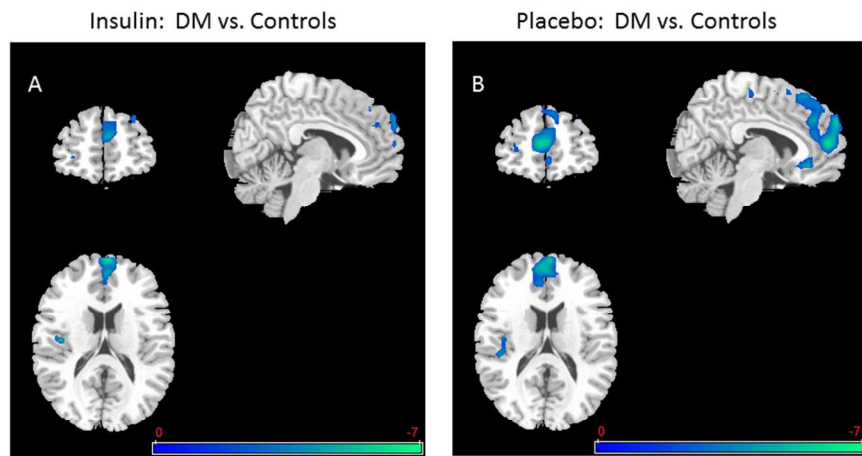 Insulin: DM vs. Controls
Placebo: DM vs. Controls
A
B
0
-7
0
-7